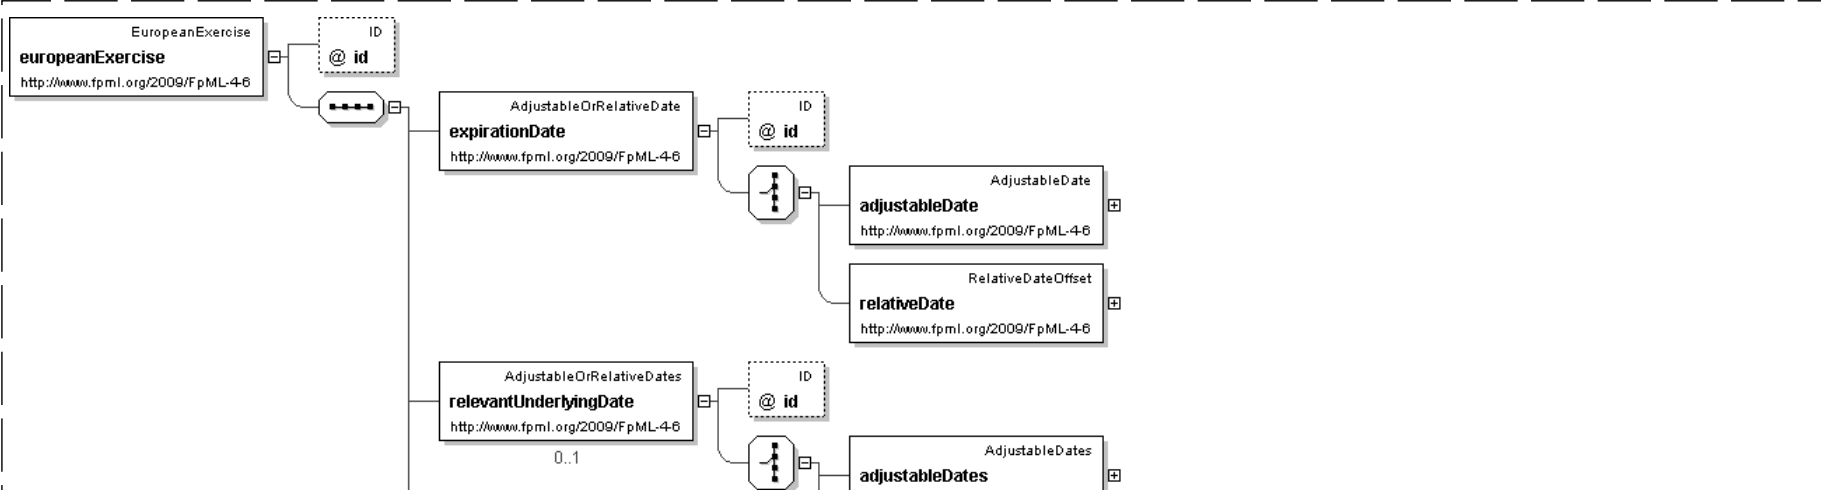 EuropeanExercise
europeanExercise
http://www.fpml.org/2009/FpML-4-6
ID
@ id
AdjustableOrRelativeDate
expirationDate
http://www.fpml.org/2009/FpML-4-6
ID
@ id
AdjustableDate
adjustableDate
http://www.fpml.org/2009/FpML-4-6
RelativeDateOffset
relativeDate
http://www.fpml.org/2009/FpML-4-6
AdjustableOrRelativeDates
relevantUnderlyingDate
http://www.fpml.org/2009/FpML-4-6
0..1
ID
@ id
AdjustableDates
adjustableDates